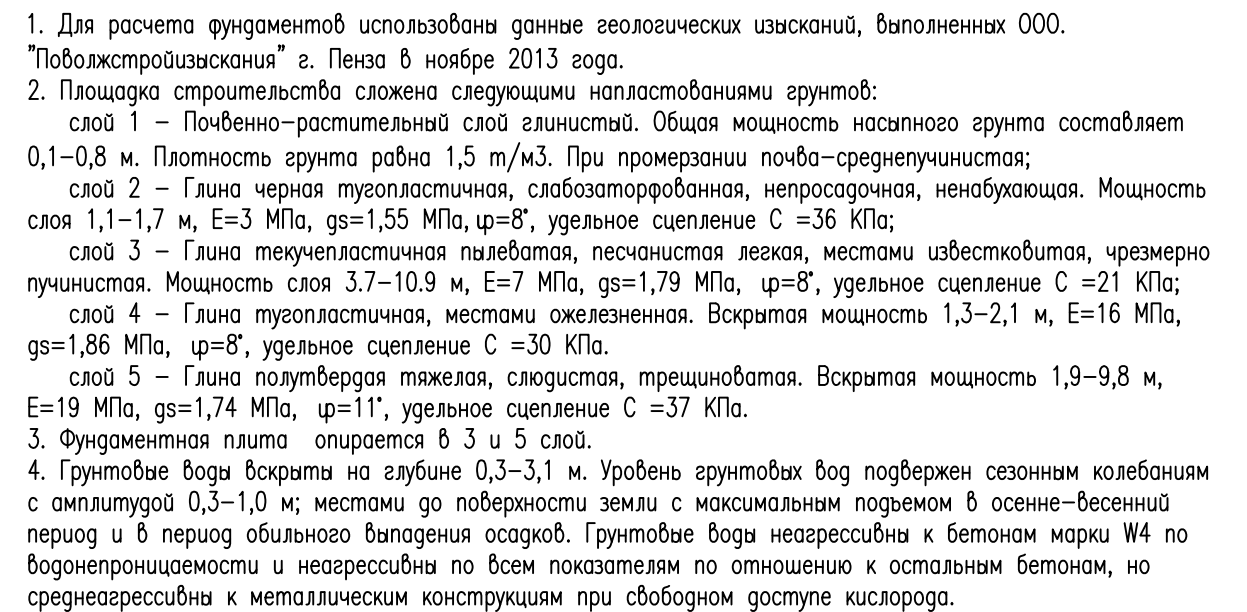 1. Для расчета фундаментов использованы данные геологических изысканий, выполненных ООО.
"Поволжстройизыскания" г. Пенза в ноябре 2013 года.
2. Площадка строительства сложена следующими напластованиями грунтов:
слой 1 – Почвенно–растительный слой глинистый. Общая мощность насыпного грунта составляет
0,1–0,8 м. Плотность грунта равна 1,5 т/м3. При промерзании почва–среднепучинистая;
слой 2 – Глина черная тугопластичная, слабозаторфованная, непросадочная, ненабухающая. Мощность
слоя 1,1–1,7 м, E=3 МПа, gs=1,55 МПа, φ=8°, удельное сцепление С =36 КПа;
слой 3 – Глина текучепластичная пылеватая, песчанистая легкая, местами известковитая, чрезмерно
пучинистая. Мощность слоя 3.7–10.9 м, E=7 МПа, gs=1,79 МПа, φ=8°, удельное сцепление С =21 КПа;
слой 4 – Глина тугопластичная, местами ожелезненная. Вскрытая мощность 1,3–2,1 м, E=16 МПа,
gs=1,86 МПа, φ=8°, удельное сцепление С =30 КПа.
слой 5 – Глина полутвердая тяжелая, слюдистая, трещиноватая. Вскрытая мощность 1,9–9,8 м,
E=19 МПа, gs=1,74 МПа, φ=11°, удельное сцепление С =37 КПа.
3. Фундаментная плита опирается в 3 и 5 слой.
4. Грунтовые воды вскрыты на глубине 0,3–3,1 м. Уровень грунтовых вод подвержен сезонным колебаниям
с амплитудой 0,3–1,0 м; местами до поверхности земли с максимальным подъемом в осенне–весенний
период и в период обильного выпадения осадков. Грунтовые воды неагрессивны к бетонам марки W4 по
водонепроницаемости и неагрессивны по всем показателям по отношению к остальным бетонам, но
среднеагрессивны к металлическим конструкциям при свободном доступе кислорода.